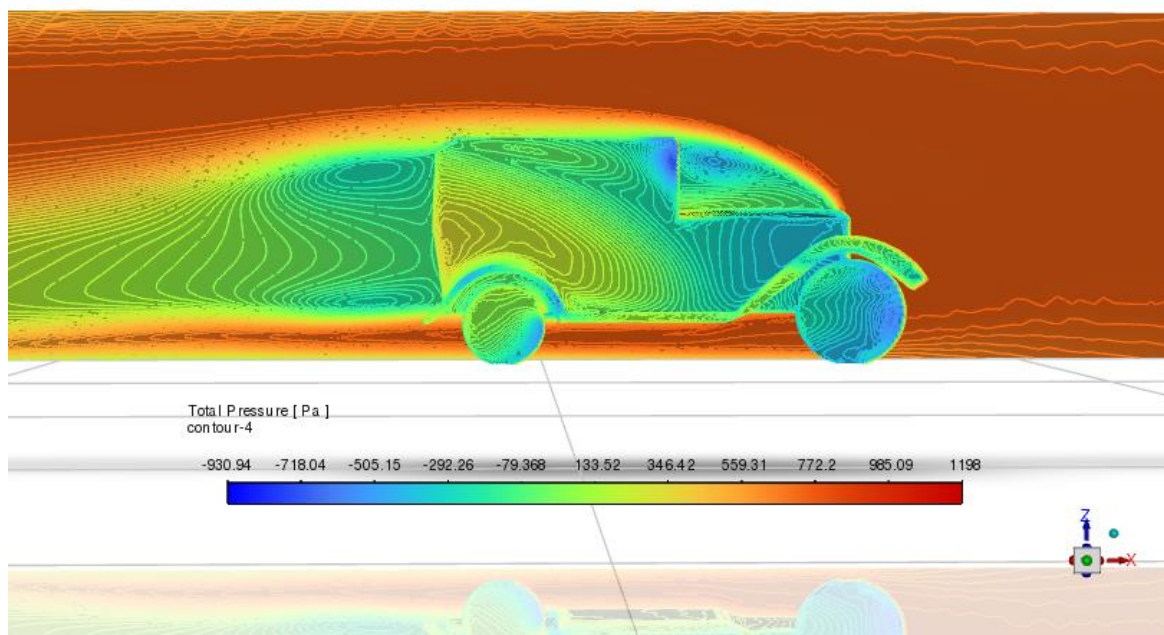 Total Pressure [ Pa ]
contour-4
-930.94 -718.04 -505.15 -292.26 -79.368 133.52 346.42 559.31 772.2 985.09 1198
Z
X